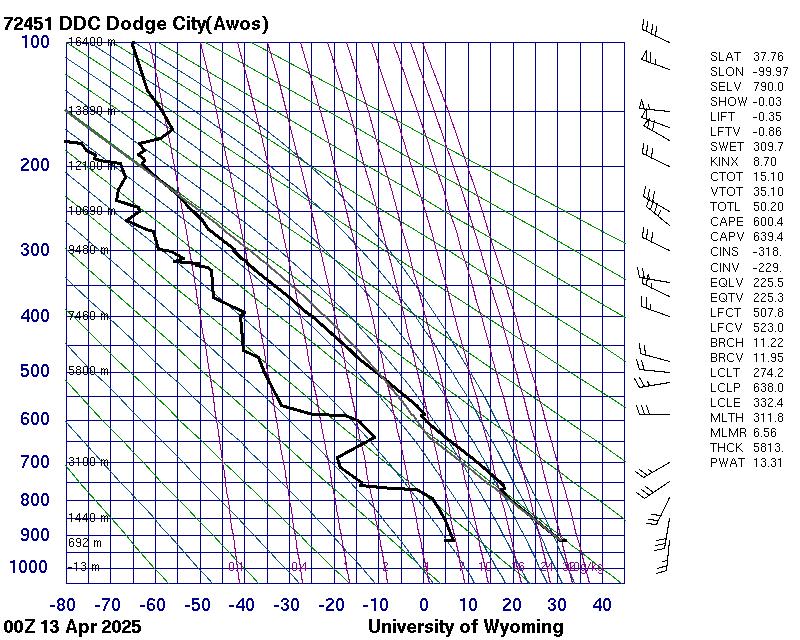 72451 DDC Dodge City(Awos)
100
16400 m
13890 m
200
12100 m
10690 m
300
9480 m
400
7460 m
500
5800 m
600
700
3100 m
800
1440 m
900
692 m
1000
-13 m
0.4 1 2 4 7 10 16 24 g/kg
-80 -70 -60 -50 -40 -30 -20 -10 0 10 20 30 40
00Z 13 Apr 2025 University of Wyoming
SLAT 37.76
SLON -99.97
SELV 790.0
SHOW -0.03
LIFT -0.35
LFTV -0.86
SWET 309.7
KINX 8.70
CTOT 15.10
VTOT 35.10
TOTL 50.20
CAPE 600.4
CAPV 639.4
CINS -318.
CINV -229.
EQLV 225.5
EQTV 225.3
LFCT 507.8
LFCV 523.0
BRCH 11.22
BRCV 11.95
LCLT 274.2
LCLP 638.0
LCLE 332.4
MLTH 311.8
MLMR 6.56
THCK 5813.
PWAT 13.31